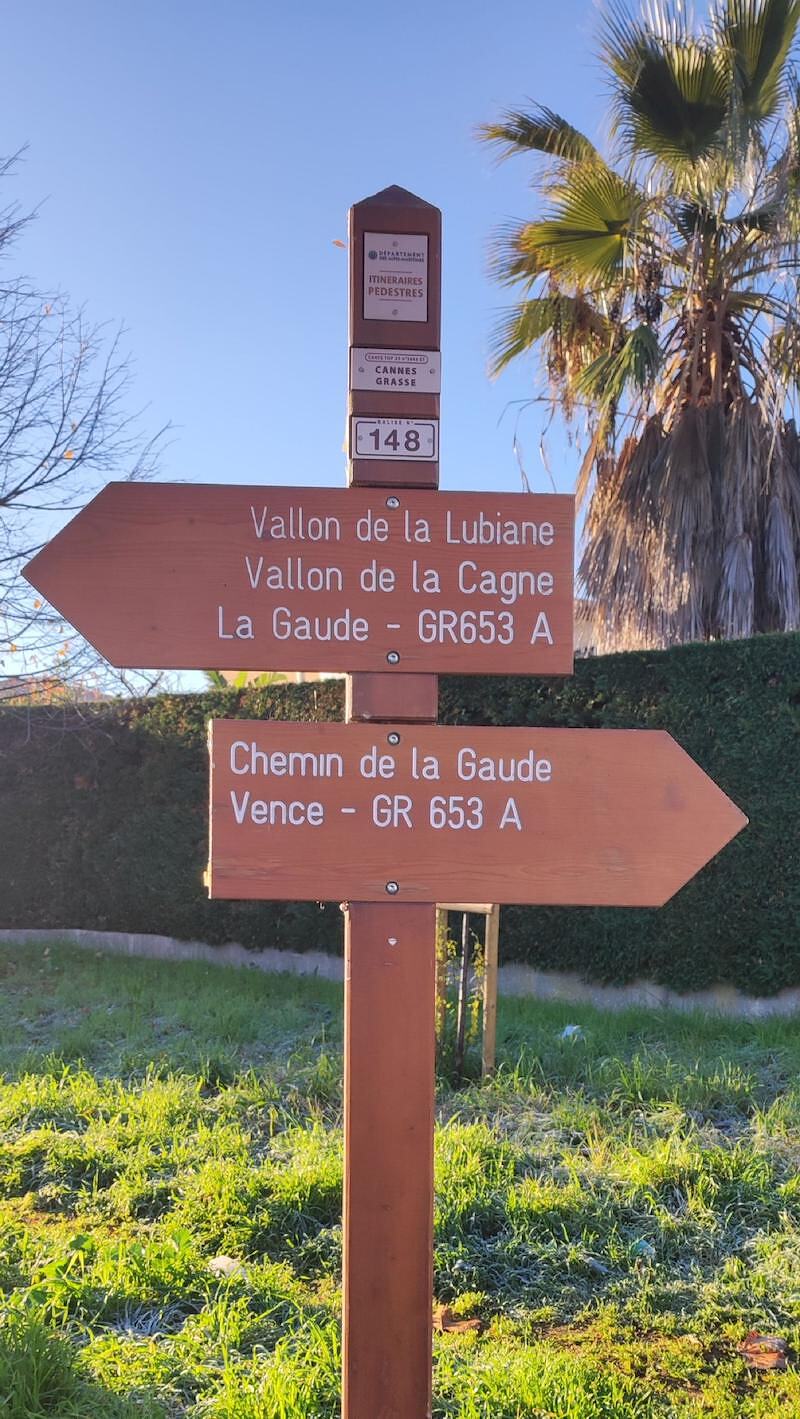 DÉPARTEMENT
DES ALPES-MARITIMES
ITINÉRAIRES
PÉDESTRES
CANNES
GRASSE
BALISE N°
148
Vallon de la Lubiane
Vallon de la Cagne
La Gaude - GR653 A
Chemin de la Gaude
Vence - GR 653 A